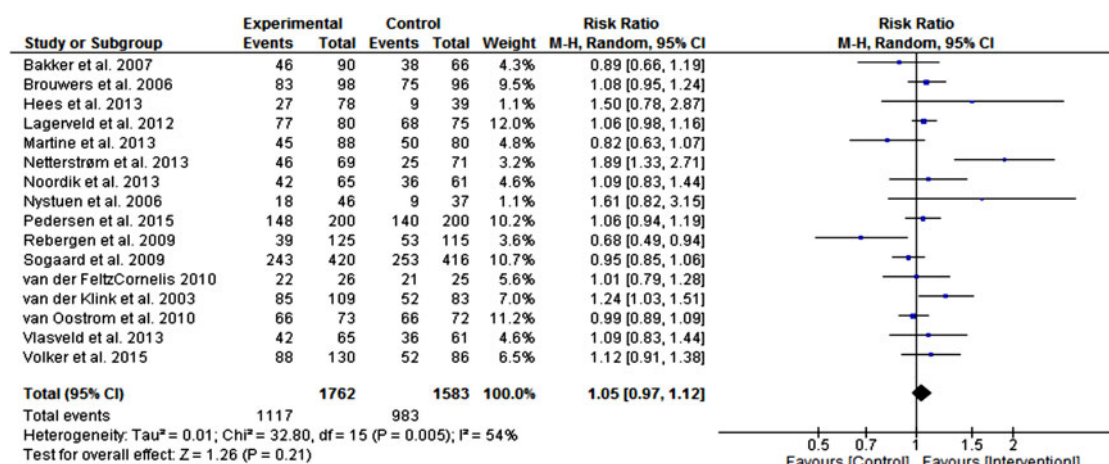 Experimental Control Risk Ratio Risk Ratio
Study or Subgroup Events Total Events Total Weight M-H, Random, 95% CI M-H, Random, 95% CI
Bakker et al. 2007 46 90 38 66 4.3% 0.89 [0.66, 1.19]
Brouwers et al. 2006 83 98 75 96 9.5% 1.08 [0.95, 1.24]
Hees et al. 2013 27 78 9 39 1.1% 1.50 [0.78, 2.87]
Lagerveld et al. 2012 77 80 68 75 12.0% 1.06 [0.98, 1.16]
Martine et al. 2013 45 88 50 80 4.8% 0.82 [0.63, 1.07]
Netterstrøm et al. 2013 46 69 25 71 3.2% 1.89 [1.33, 2.71]
Noordik et al. 2013 42 65 36 61 4.6% 1.09 [0.83, 1.44]
Nystuen et al. 2006 18 46 9 37 1.1% 1.61 [0.82, 3.15]
Pedersen et al. 2015 148 200 140 200 10.2% 1.06 [0.94, 1.19]
Rebergen et al. 2009 39 125 53 115 3.6% 0.68 [0.49, 0.94]
Sogaard et al. 2009 243 420 253 416 10.7% 0.95 [0.85, 1.06]
van der FeltzCornelis 2010 22 26 21 25 5.6% 1.01 [0.79, 1.28]
van der Klink et al. 2003 85 109 52 83 7.0% 1.24 [1.03, 1.51]
van Oostrom et al. 2010 66 73 66 72 11.2% 0.99 [0.89, 1.09]
Vlasveld et al. 2013 42 65 36 61 4.6% 1.09 [0.83, 1.44]
Volker et al. 2015 88 130 52 86 6.5% 1.12 [0.91, 1.38]
Total (95% CI) 1762 1583 100.0% 1.05 [0.97, 1.12]
Total events 1117 983
Heterogeneity: Tau² = 0.01; Chi² = 32.80, df = 15 (P = 0.005); I² = 54%
Test for overall effect: Z = 1.26 (P = 0.21)
0.5 0.7 1 1.5 2
Favours [Control] Favours [Intervention]